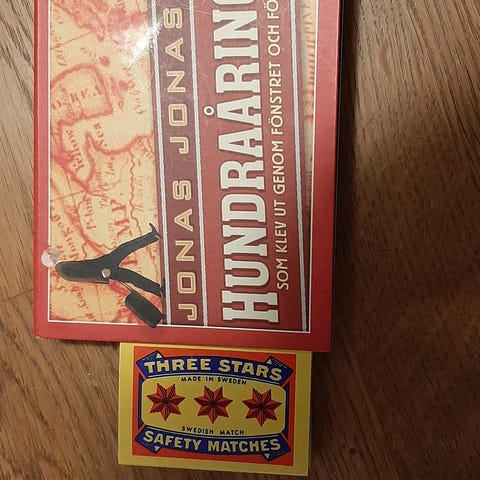 JONAS JONAS
HUNDRAÅRING
SOM KLEV UT GENOM FÖNSTRET OCH FÖ
THREE STARS
MADE IN SWEDEN
SWEDISH MATCH
SAFETY MATCHES